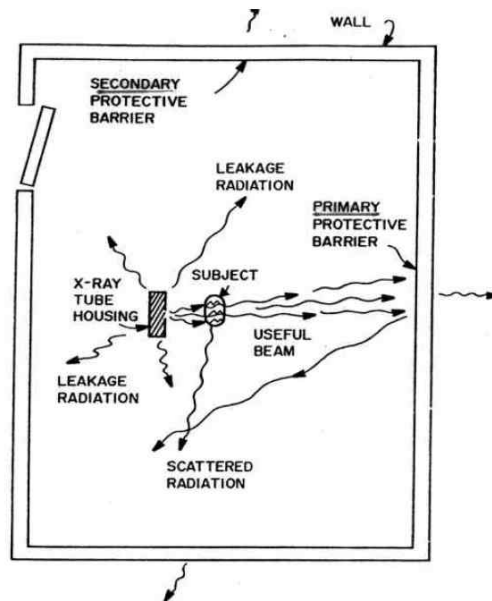 WALL
SECONDARY
PROTECTIVE
BARRIER
LEAKAGE
RADIATION
PRIMARY
PROTECTIVE
BARRIER
X-RAY
TUBE
HOUSING
SUBJECT
USEFUL
BEAM
LEAKAGE
RADIATION
SCATTERED
RADIATION